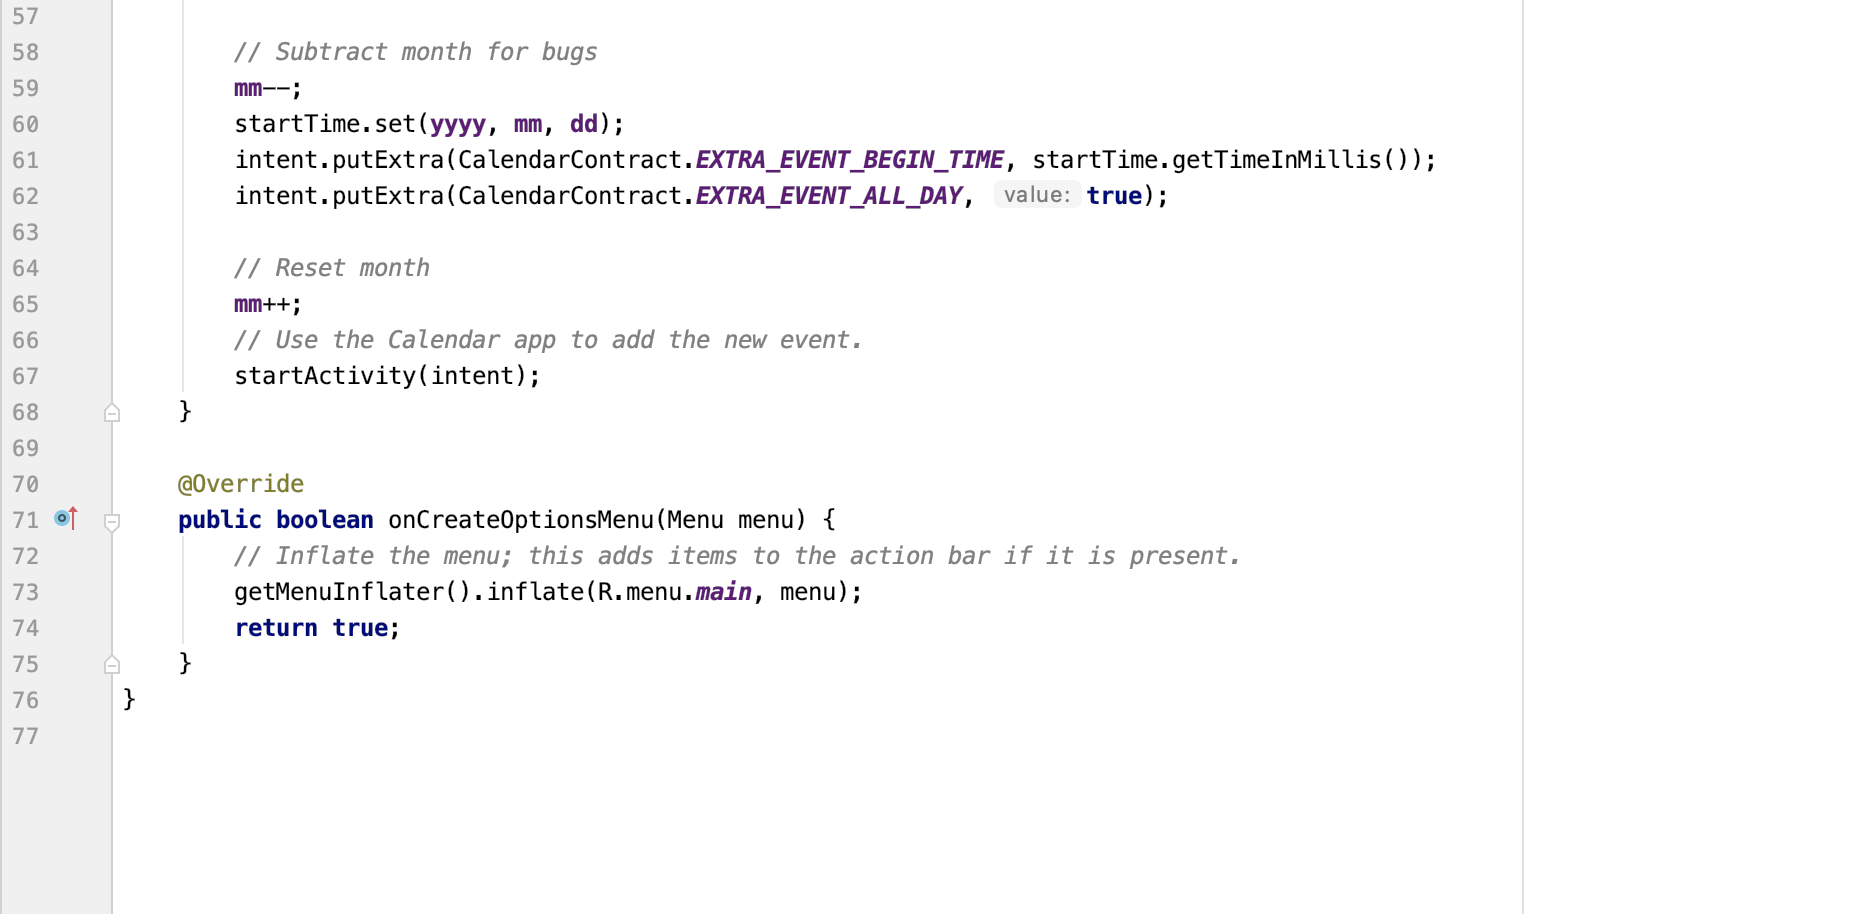 57
58 // Subtract month for bugs
59 mm--;
60 startTime.set(yyyy, mm, dd);
61 intent.putExtra(CalendarContract.EXTRA_EVENT_BEGIN_TIME, startTime.getTimeInMillis());
62 intent.putExtra(CalendarContract.EXTRA_EVENT_ALL_DAY, value: true);
63
64 // Reset month
65 mm++;
66 // Use the Calendar app to add the new event.
67 startActivity(intent);
68 }
69
70 @Override
71 public boolean onCreateOptionsMenu(Menu menu) {
72 // Inflate the menu; this adds items to the action bar if it is present.
73 getMenuInflater().inflate(R.menu.main, menu);
74 return true;
75 }
76 }
77